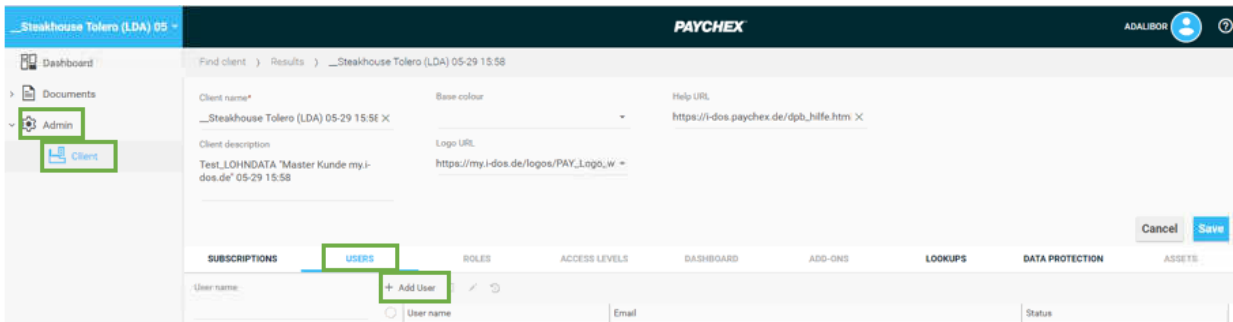 __Steakhouse Tolero (LDA) 05
PAYCHEX
ADALIBOR
Dashboard
Documents
Admin
Client
Find client > Results > __Steakhouse Tolero (LDA) 05-29 15:58
Client name*
__Steakhouse Tolero (LDA) 05-29 15:58
Base colour
Help URL
https://i-dos.paychex.de/dpb_hilfe.htm
Client description
Test_LOHNDATA "Master Kunde my.i-
dos.de" 05-29 15:58
Logo URL
https://my.i-dos.de/logos/PAY_Logo_w
Cancel Save
SUBSCRIPTIONS USERS ROLES ACCESS LEVELS DASHBOARD ADD-ONS LOOKUPS DATA PROTECTION ASSETS
User name
+ Add User
User name Email Status